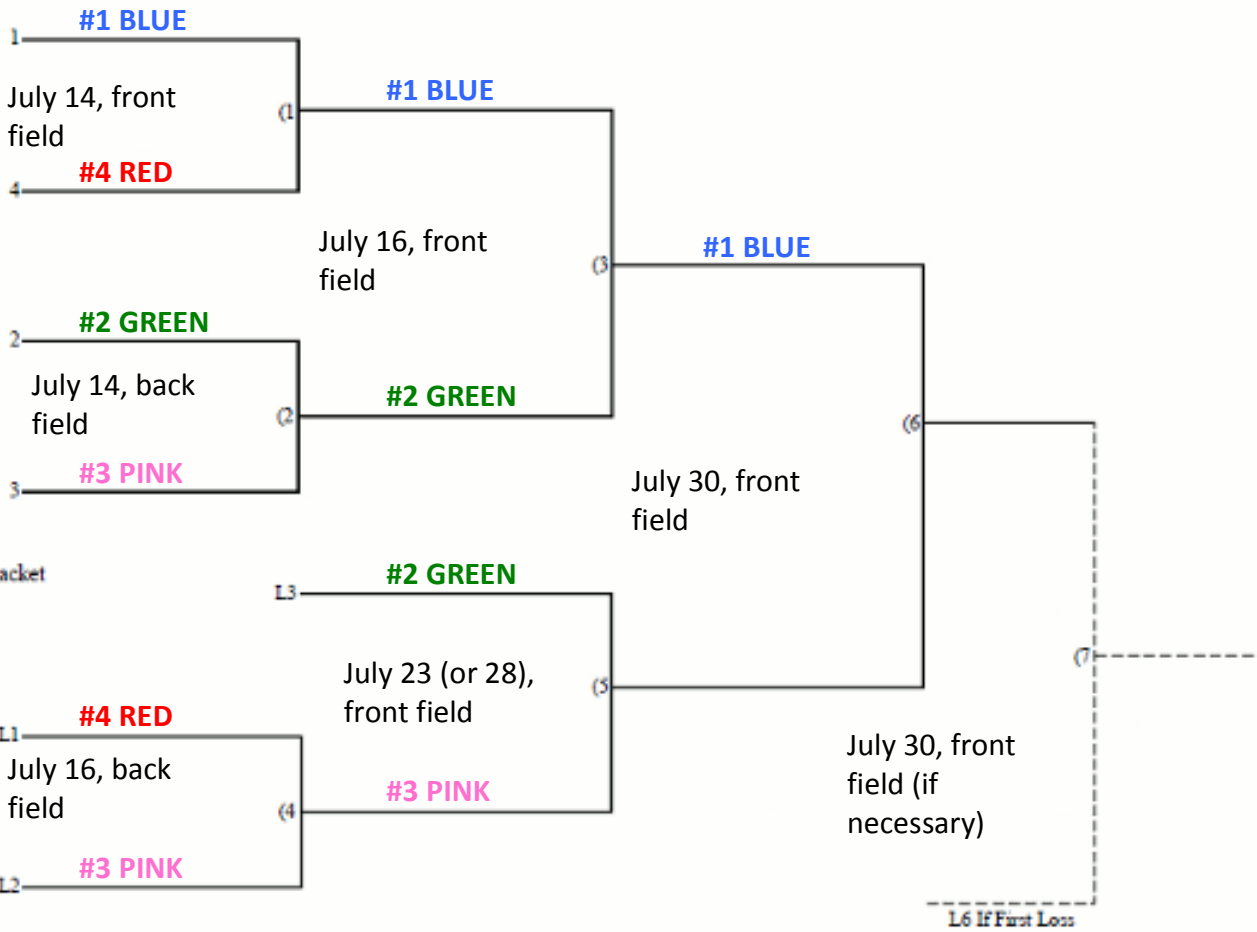 #1 BLUE
1
July 14, front
field
(1
#4 RED
4
#1 BLUE
July 16, front
field
(3
#2 GREEN
2
July 14, back
field
(2
#3 PINK
3
#2 GREEN
#1 BLUE
(6
July 30, front
field
acket
#2 GREEN
L3
July 23 (or 28),
front field
(5
#4 RED
L1
July 16, back
field
(4
#3 PINK
L2
#3 PINK
(7
July 30, front
field (if
necessary)
L6 If First Loss